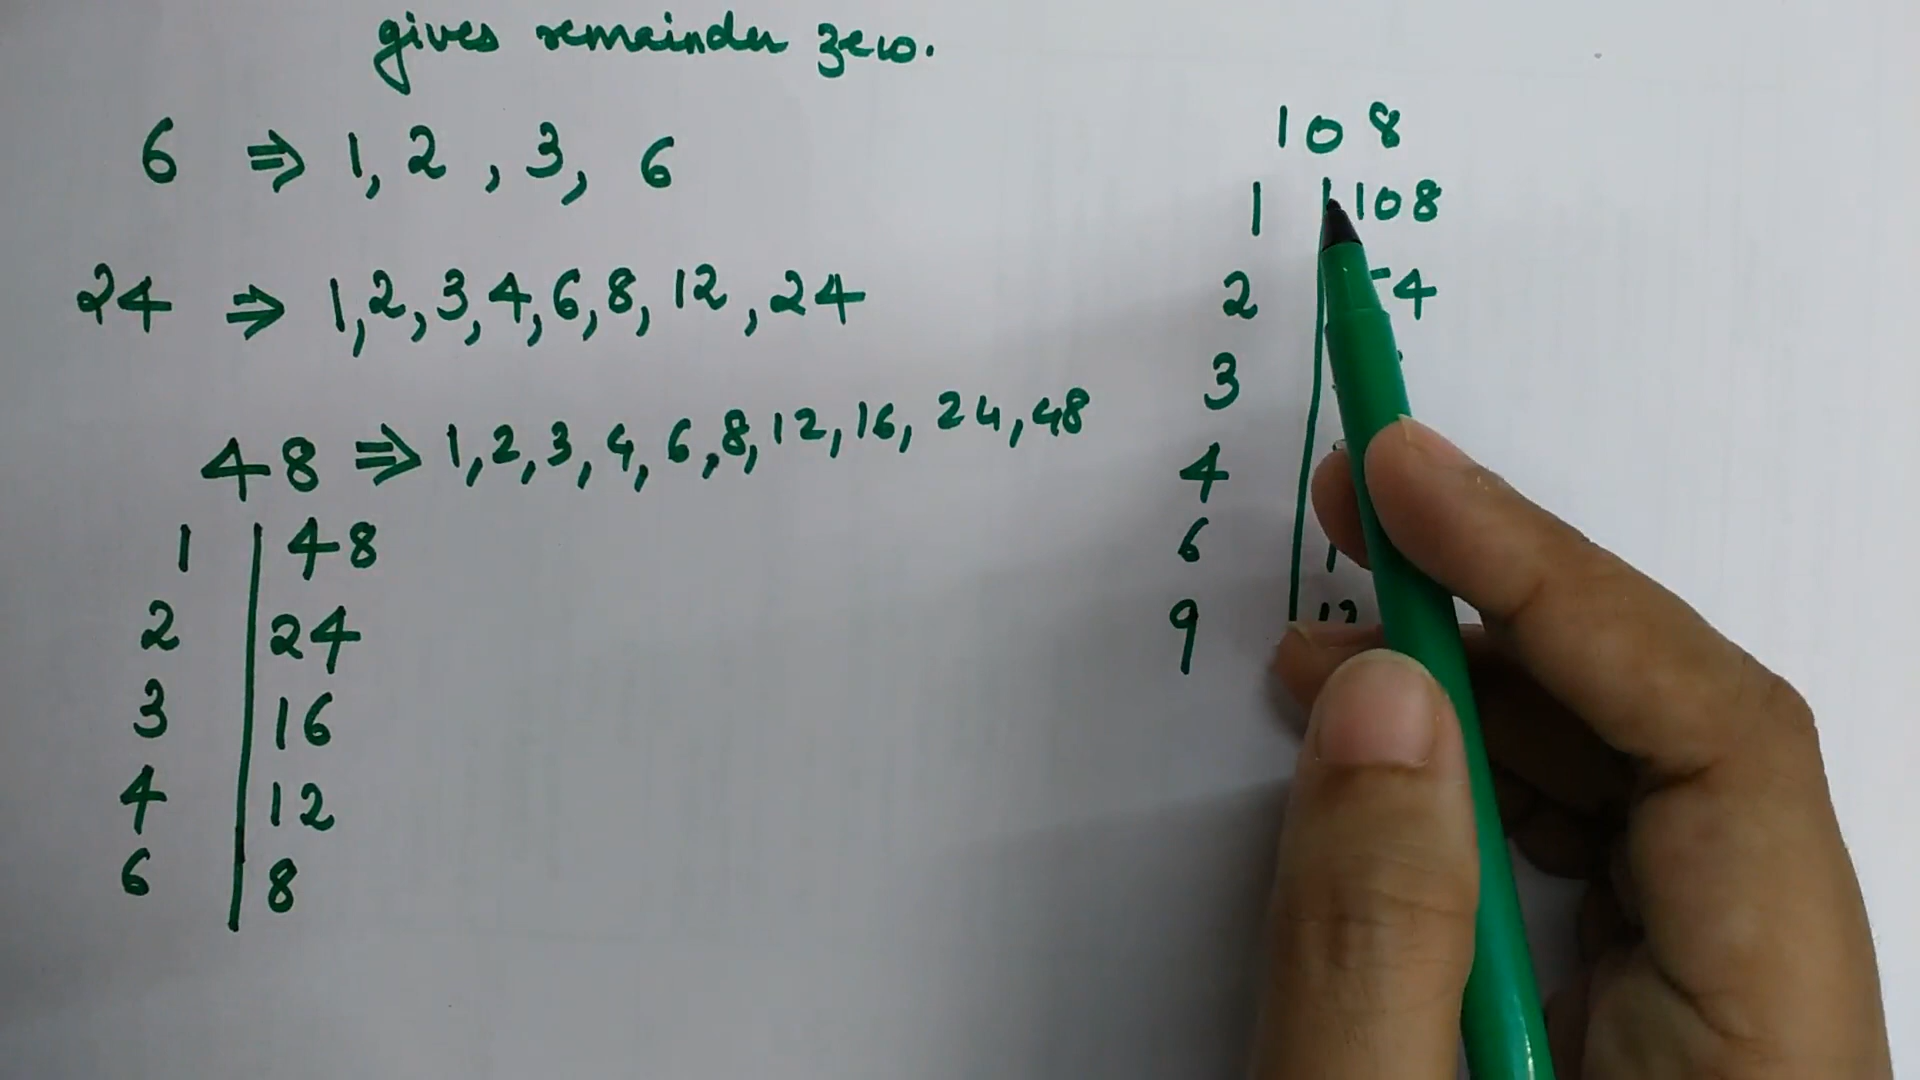 gives remainder zero.
6 ⇒ 1, 2 , 3, 6
24 ⇒ 1,2,3,4,6,8,12,24
48 ⇒ 1,2,3,4,6,8,12,16,24,48
1 | 48
2 | 24
3 | 16
4 | 12
6 | 8
108
1 | 108
2 | 4
3
4
6
9 | 12